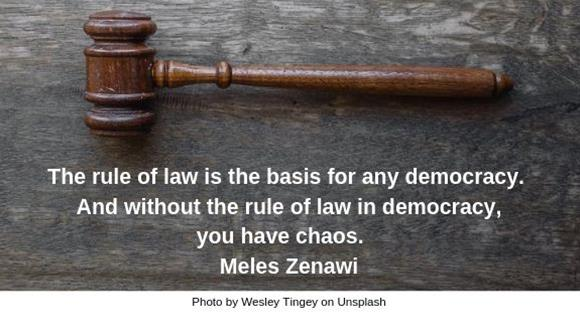 The rule of law is the basis for any democracy.
And without the rule of law in democracy,
you have chaos.
Meles Zenawi
Photo by Wesley Tingey on Unsplash